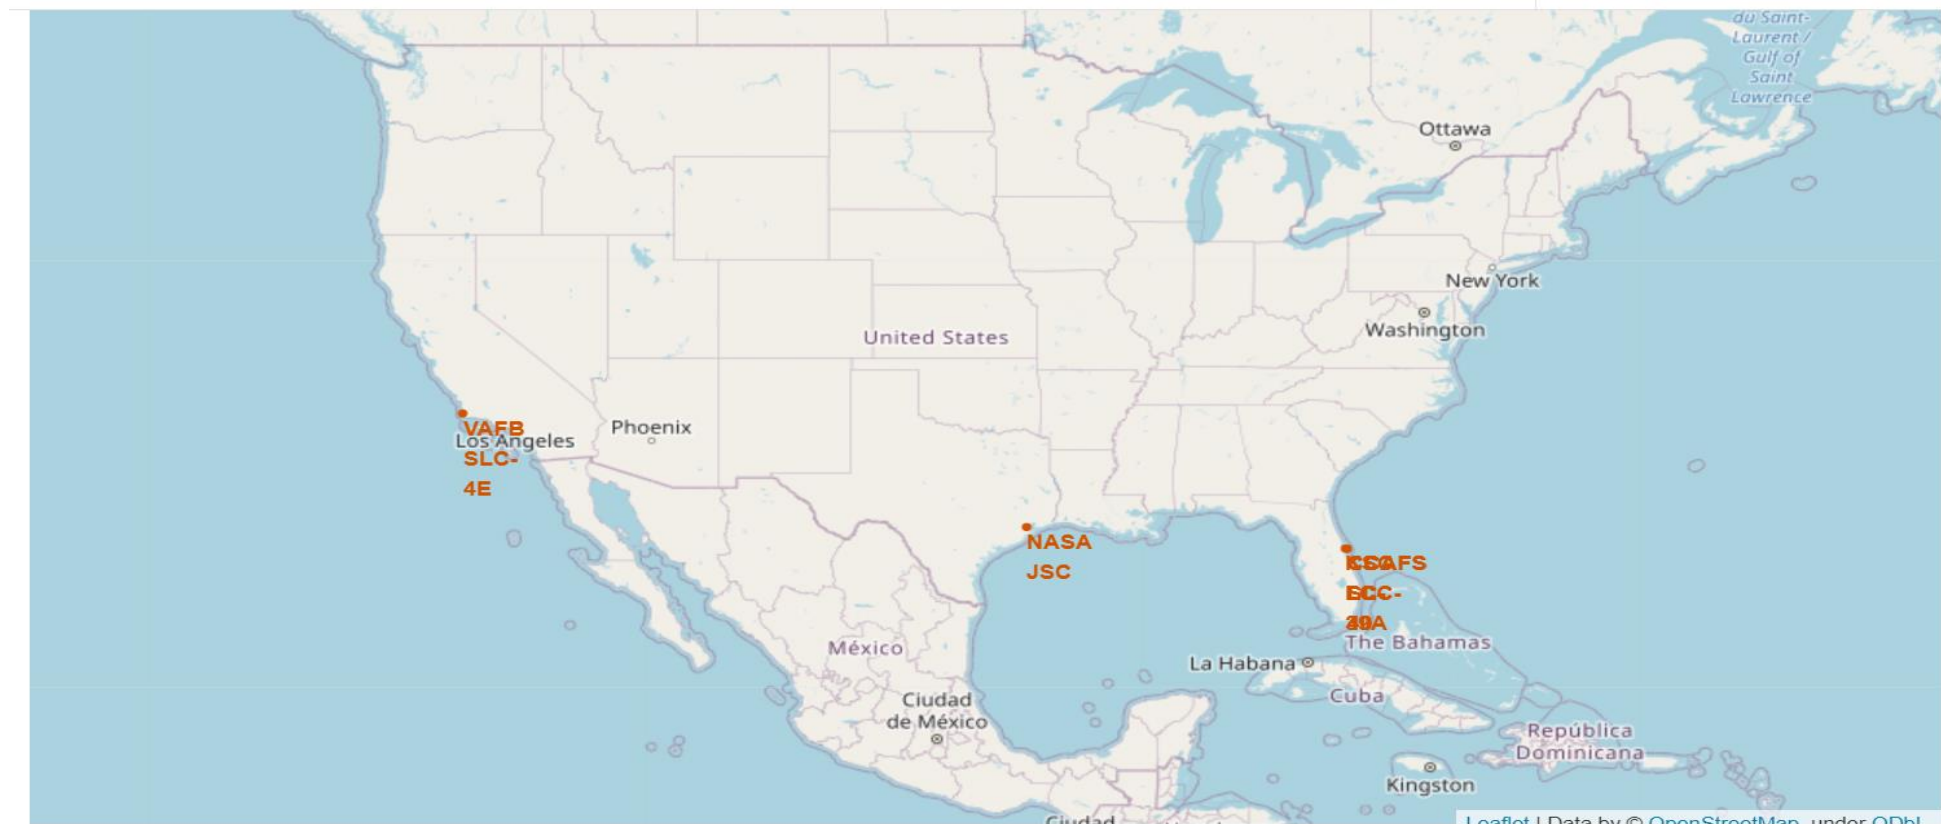 du Saint-
Laurent /
Gulf of
Saint
Lawrence
Ottawa
New York
Washington
United States
Phoenix
VAFB
Los Angeles
SLC-
4E
NASA
JSC
The Bahamas
La Habana
México
Cuba
Ciudad
de México
República
Dominicana
Kingston
Ciudad
Leaflet | Data by © OpenStreetMap, under ODbL